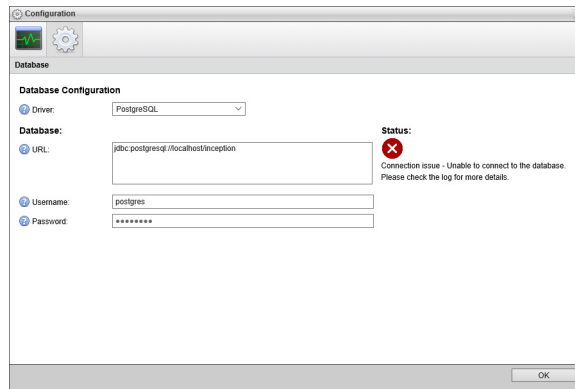 Configuration
Database
Database Configuration
Driver:
PostgreSQL
Database:
Status:
URL:
jdbc:postgresql://localhost/inception
Connection issue - Unable to connect to the database.
Please check the log for more details.
Username:
postgres
Password:
OK